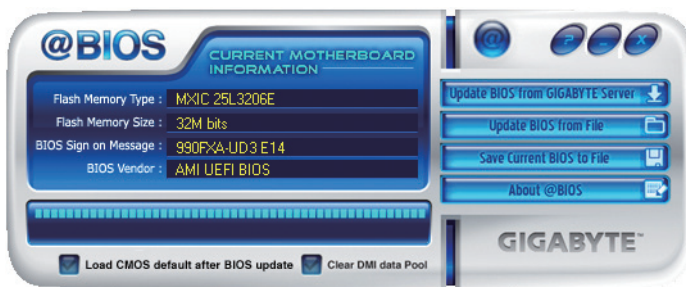 @BIOS
CURRENT MOTHERBOARD
INFORMATION
Flash Memory Type : MXIC 25L3206E
Flash Memory Size : 32M bits
BIOS Sign on Message : 990FXA-UD3 E14
BIOS Vendor : AMI UEFI BIOS
Load CMOS default after BIOS update
Clear DMI data Pool
@
?
_
X
Update BIOS from GIGABYTE Server
Update BIOS from File
Save Current BIOS to File
About @BIOS
GIGABYTE™